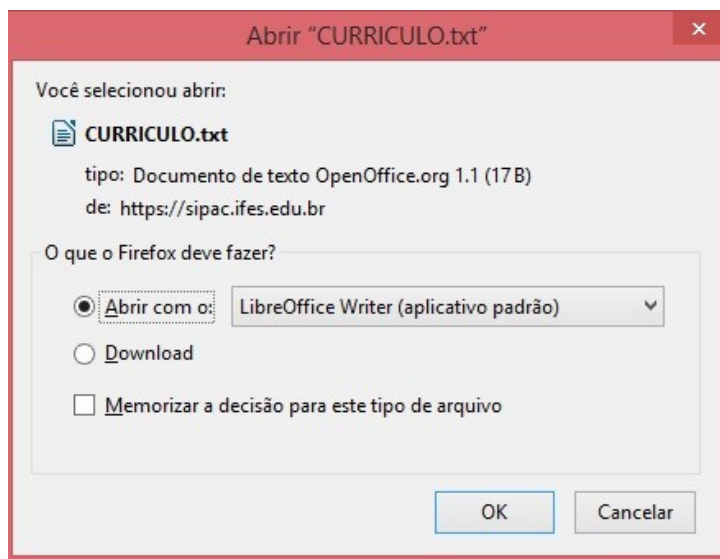 Abrir “CURRICULO.txt”
Você selecionou abrir:
CURRICULO.txt
tipo: Documento de texto OpenOffice.org 1.1 (17 B)
de: https://sipac.ifes.edu.br
O que o Firefox deve fazer?
Abrir com o: LibreOffice Writer (aplicativo padrão)
Download
Memorizar a decisão para este tipo de arquivo
OK Cancelar